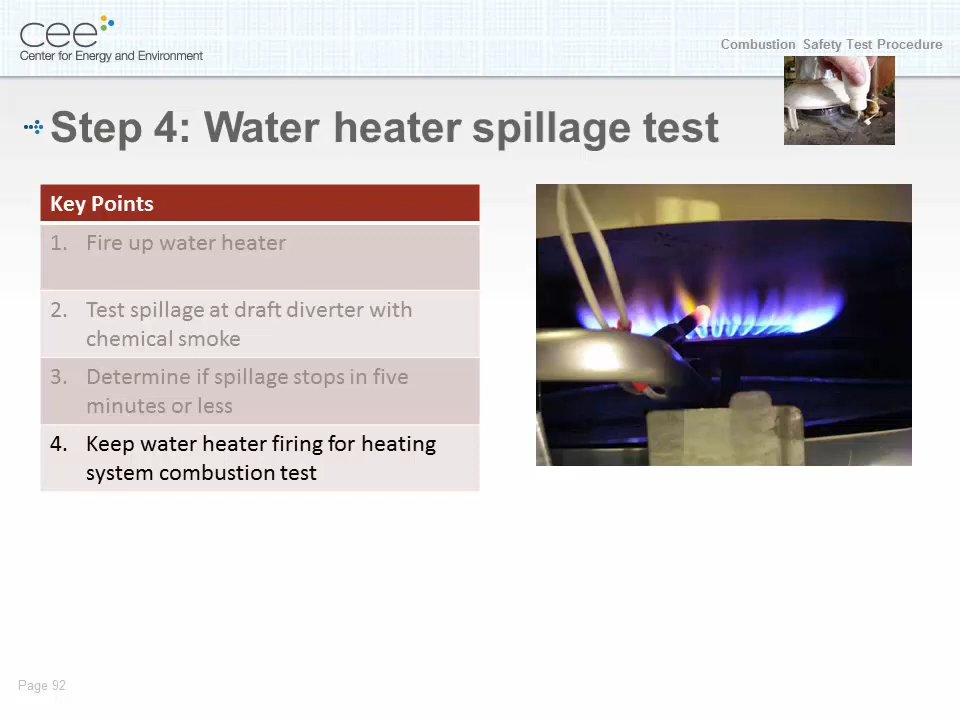 cee
Center for Energy and Environment
Combustion Safety Test Procedure
Step 4: Water heater spillage test
Key Points
1. Fire up water heater
2. Test spillage at draft diverter with
chemical smoke
3. Determine if spillage stops in five
minutes or less
4. Keep water heater firing for heating
system combustion test
Page 92